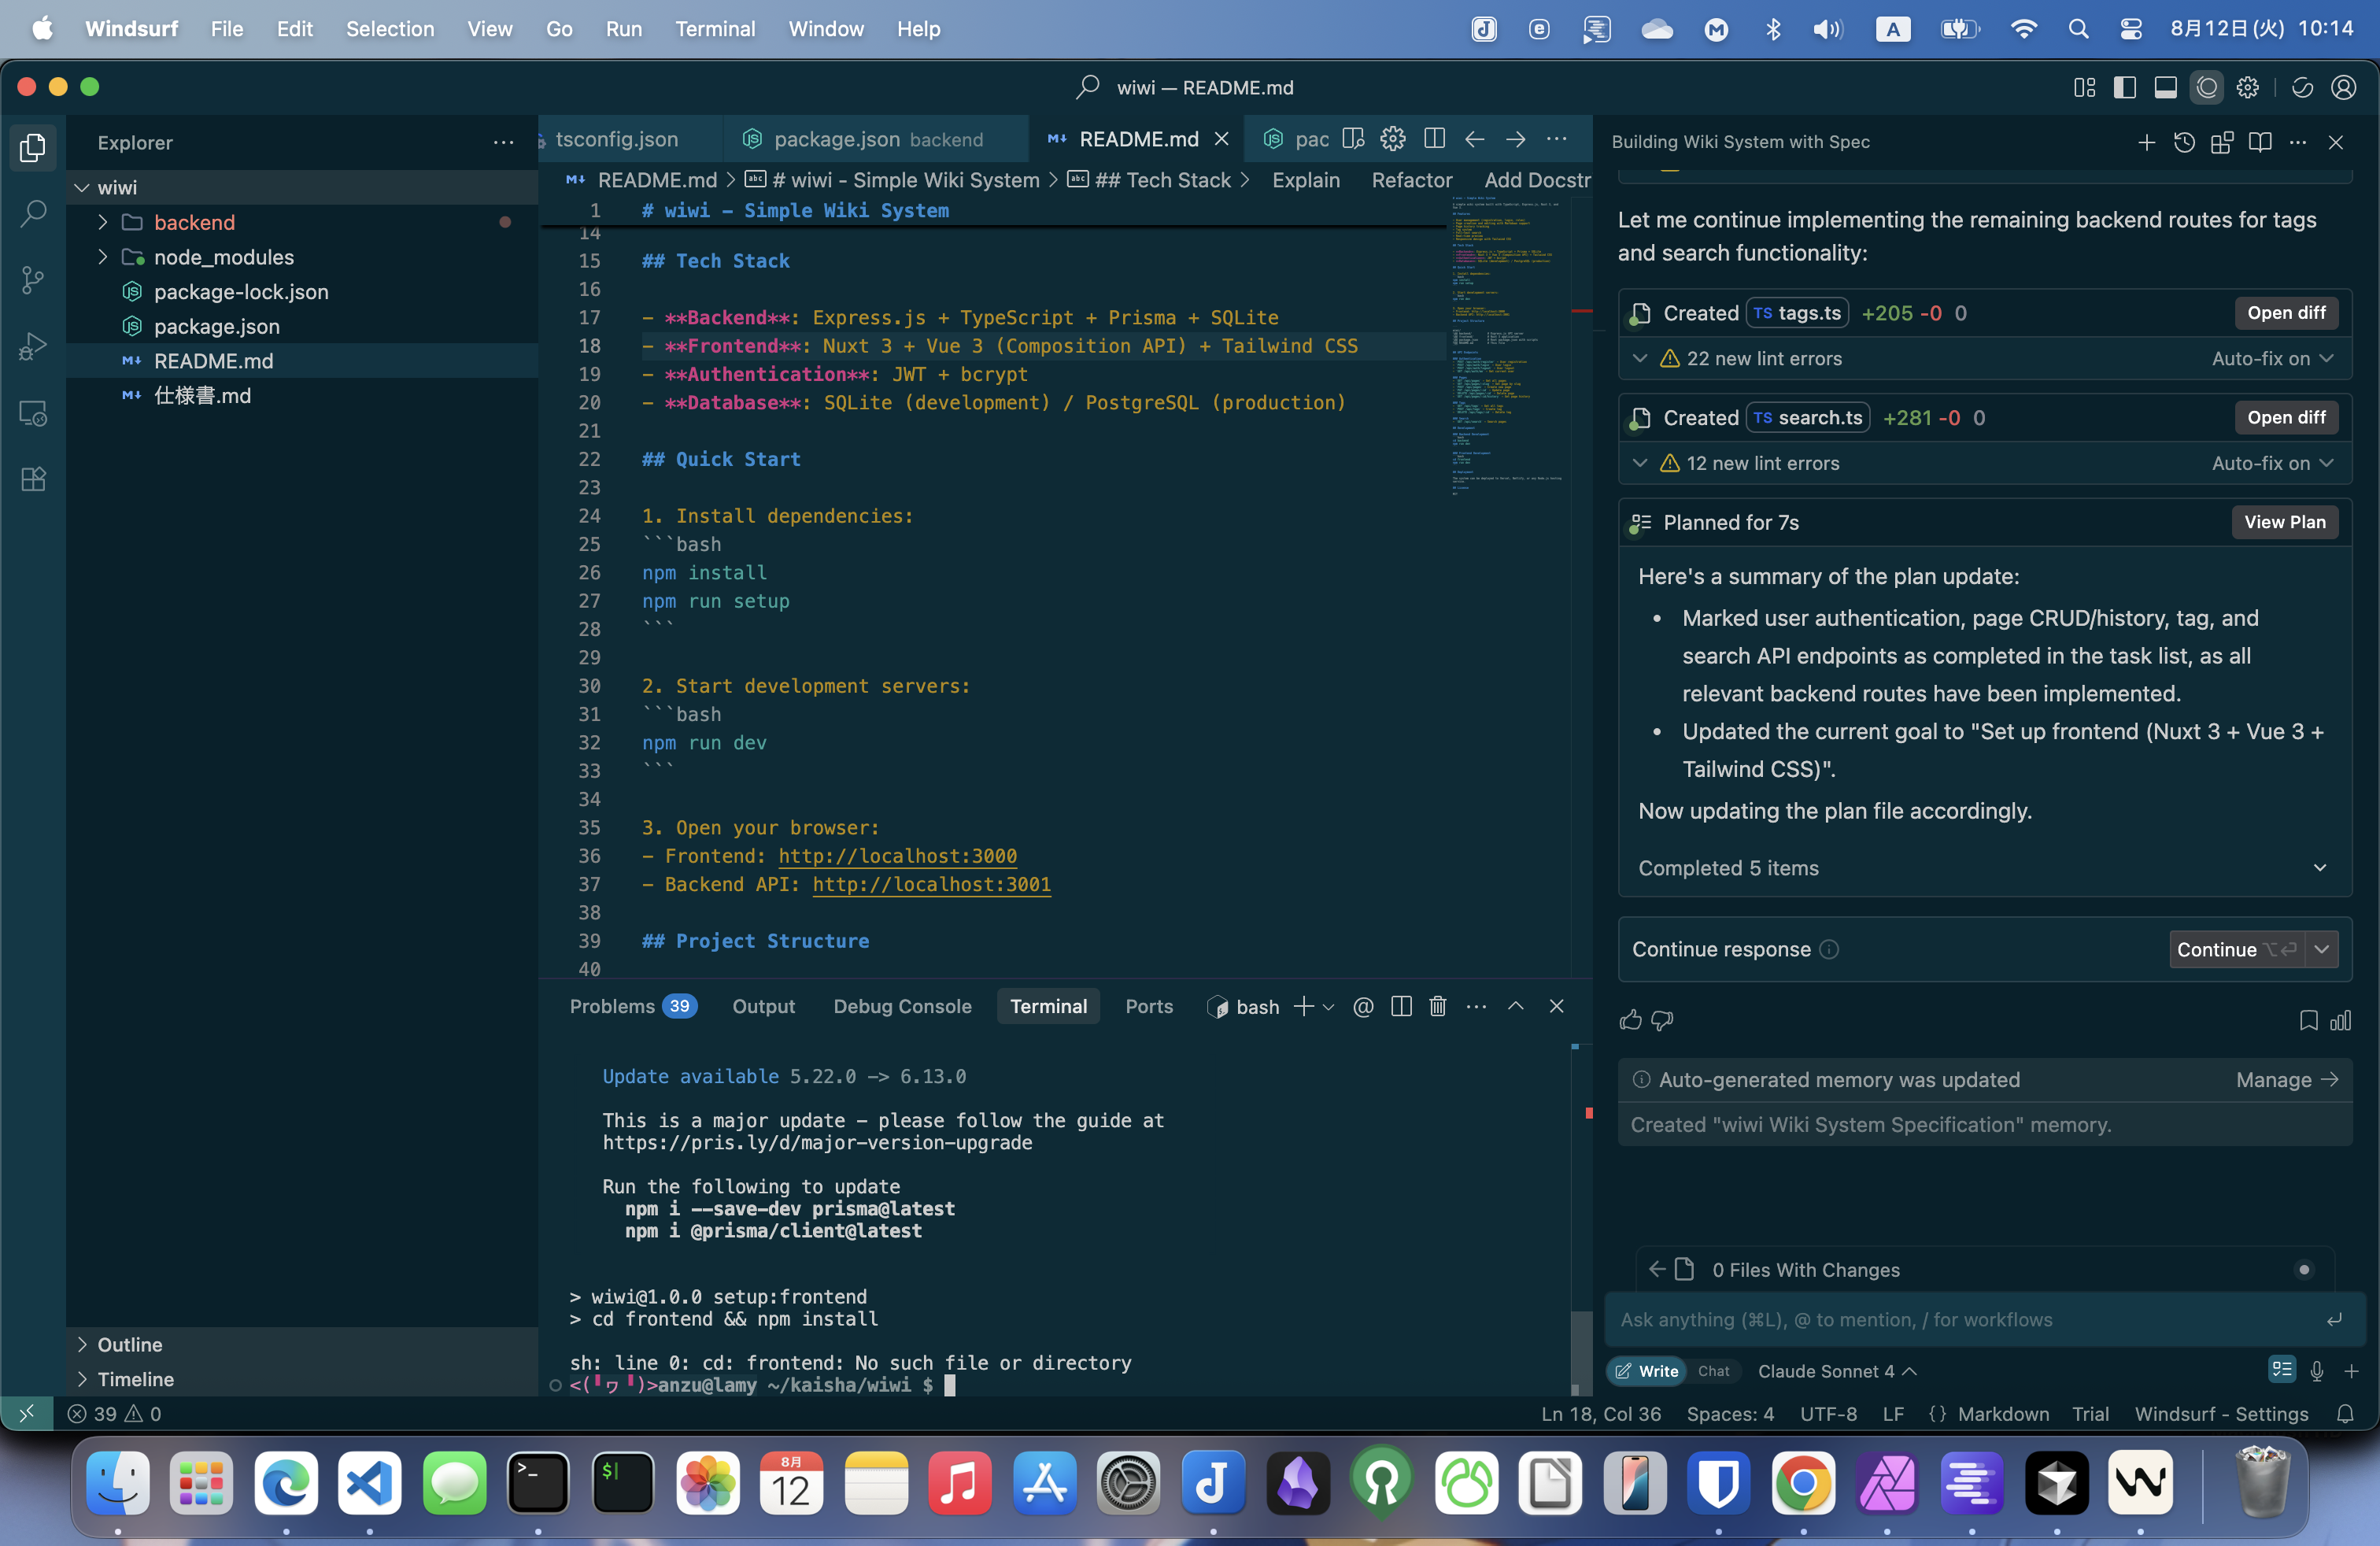 Windsurf File Edit Selection View Go Run Terminal Window Help
A 8月12日(火) 10:14
wiwi — README.md
Explorer
wiwi
backend
node_modules
package-lock.json
package.json
README.md
仕様書.md
Outline
Timeline
tsconfig.json package.json backend README.md pac
README.md # wiwi - Simple Wiki System ## Tech Stack Explain Refactor Add Docstr
1 # wiwi - Simple Wiki System
14
15 ## Tech Stack
16
17 - **Backend**: Express.js + TypeScript + Prisma + SQLite
18 - **Frontend**: Nuxt 3 + Vue 3 (Composition API) + Tailwind CSS
19 - **Authentication**: JWT + bcrypt
20 - **Database**: SQLite (development) / PostgreSQL (production)
21
22 ## Quick Start
23
24 1. Install dependencies:
25 ```bash
26 npm install
27 npm run setup
28 ```
29
30 2. Start development servers:
31 ```bash
32 npm run dev
33 ```
34
35 3. Open your browser:
36 - Frontend: http://localhost:3000
37 - Backend API: http://localhost:3001
38
39 ## Project Structure
40
Problems 39 Output Debug Console Terminal Ports bash
Update available 5.22.0 -> 6.13.0
This is a major update - please follow the guide at
https://pris.ly/d/major-version-upgrade
Run the following to update
npm i --save-dev prisma@latest
npm i @prisma/client@latest
> wiwi@1.0.0 setup:frontend
> cd frontend && npm install
sh: line 0: cd: frontend: No such file or directory
<(╹ヮ╹)>anzu@lamy ~/kaisha/wiwi $
Building Wiki System with Spec
Let me continue implementing the remaining backend routes for tags
and search functionality:
Created TS tags.ts +205 -0 0 Open diff
22 new lint errors Auto-fix on
Created TS search.ts +281 -0 0 Open diff
12 new lint errors Auto-fix on
Planned for 7s View Plan
Here's a summary of the plan update:
• Marked user authentication, page CRUD/history, tag, and
search API endpoints as completed in the task list, as all
relevant backend routes have been implemented.
• Updated the current goal to "Set up frontend (Nuxt 3 + Vue 3 +
Tailwind CSS)".
Now updating the plan file accordingly.
Completed 5 items
Continue response Continue ⌥⏎
Auto-generated memory was updated Manage →
Created "wiwi Wiki System Specification" memory.
0 Files With Changes
Ask anything (⌘L), @ to mention, / for workflows
Write Chat Claude Sonnet 4
39 0 Ln 18, Col 36 Spaces: 4 UTF-8 LF {} Markdown Trial Windsurf - Settings
8月
12